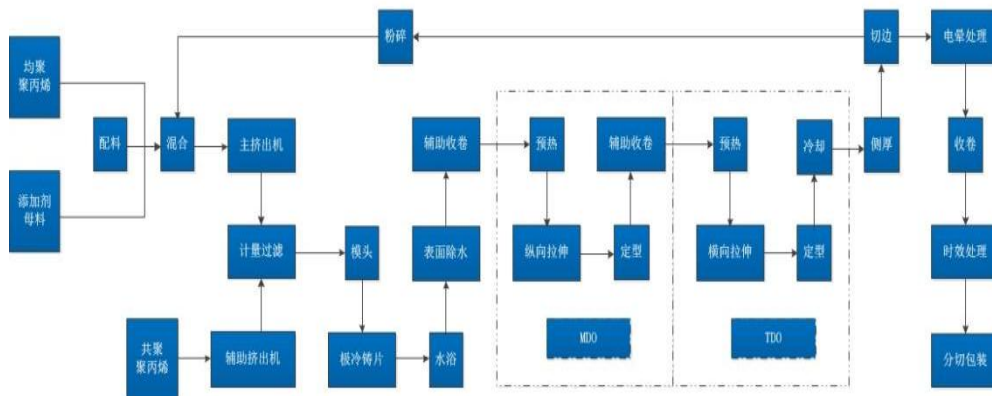 粉碎
切边
电晕处理
均聚
聚丙烯
配料
混合
主挤出机
辅助收卷
预热
辅助收卷
预热
冷却
侧厚
收卷
添加剂
母料
计量过滤
模头
表面除水
纵向拉伸
定型
横向拉伸
定型
时效处理
共聚
聚丙烯
辅助挤出机
极冷铸片
水浴
MDO
TDO
分切包装